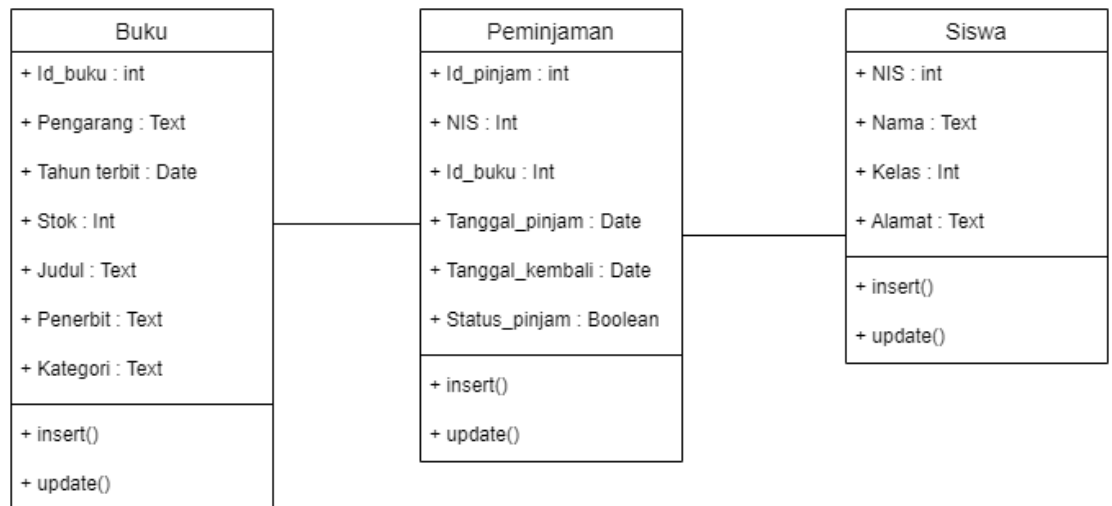 Buku
+ Id_buku : int
+ Pengarang : Text
+ Tahun terbit : Date
+ Stok : Int
+ Judul : Text
+ Penerbit : Text
+ Kategori : Text
+ insert()
+ update()
Peminjaman
+ Id_pinjam : int
+ NIS : Int
+ Id_buku : Int
+ Tanggal_pinjam : Date
+ Tanggal_kembali : Date
+ Status_pinjam : Boolean
+ insert()
+ update()
Siswa
+ NIS : int
+ Nama : Text
+ Kelas : Int
+ Alamat : Text
+ insert()
+ update()